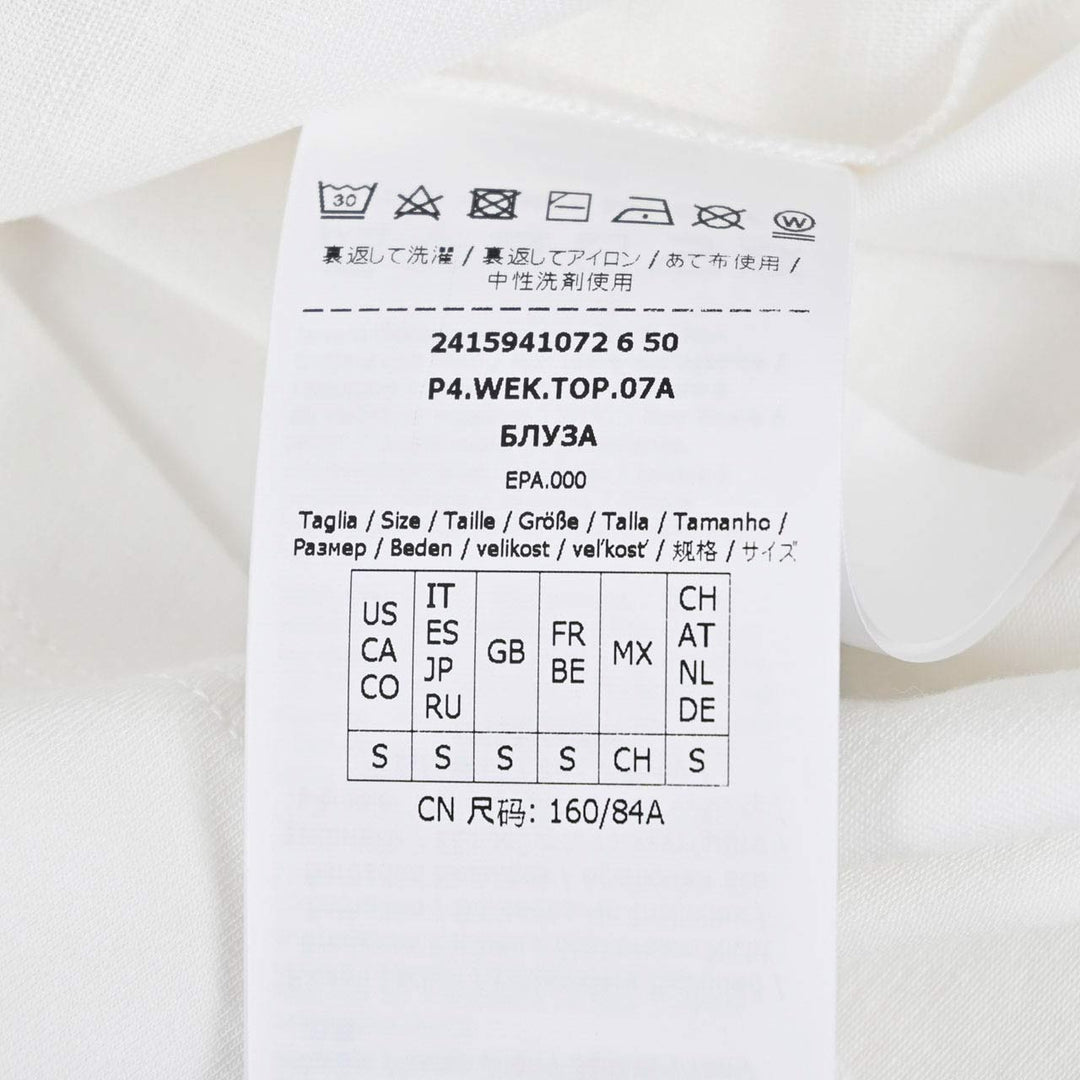 30 W
裏返して洗濯 / 裏返してアイロン / あて布使用 /
中性洗剤使用
2415941072 6 50
P4.WEK.TOP.07A
БЛУЗА
EPA.000
Taglia / Size / Taille / Größe / Talla / Tamanho /
Размер / Beden / velikost / veľkosť / 规格 / サイズ
US CA CO
IT ES JP RU
GB
FR BE
MX
CH AT NL DE
S S S S CH S
CN 尺码: 160/84A